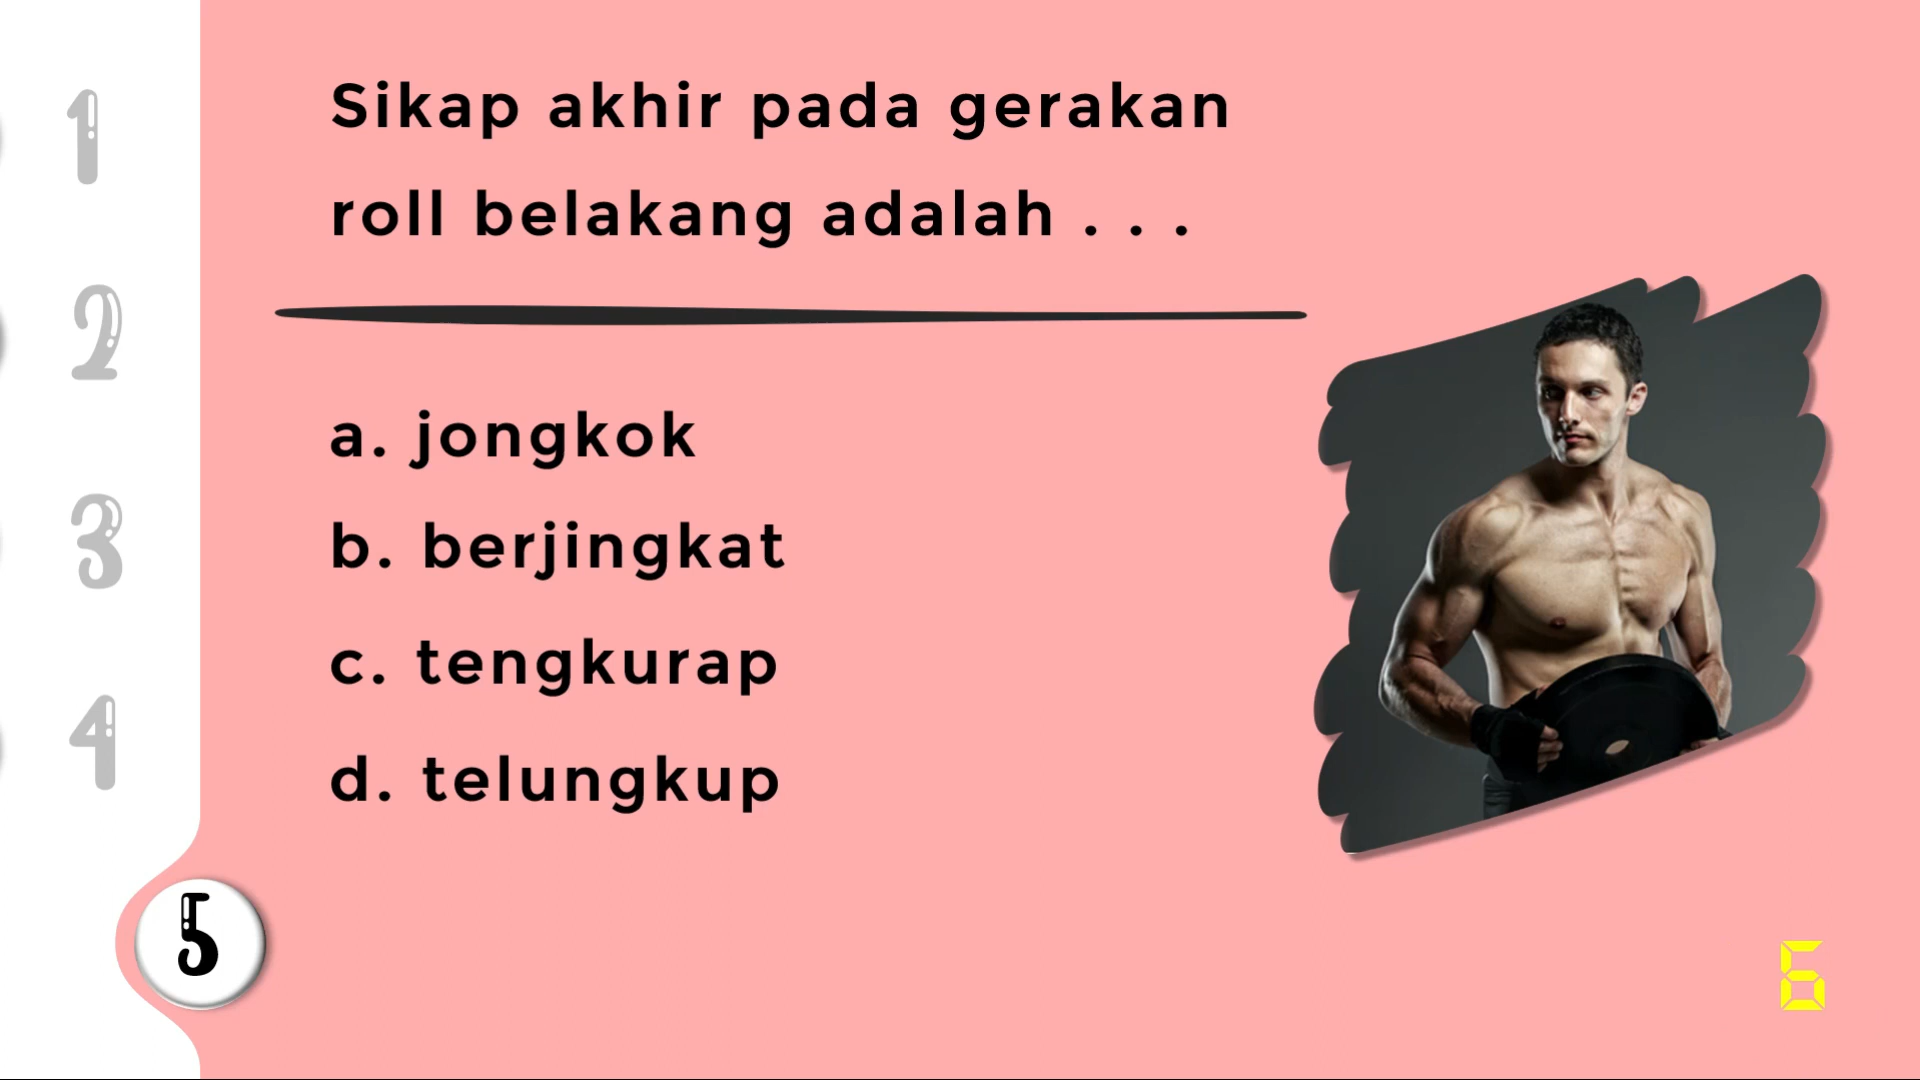 1
2
3
4
5
Sikap akhir pada gerakan
roll belakang adalah . . .
a. jongkok
b. berjingkat
c. tengkurap
d. telungkup
6